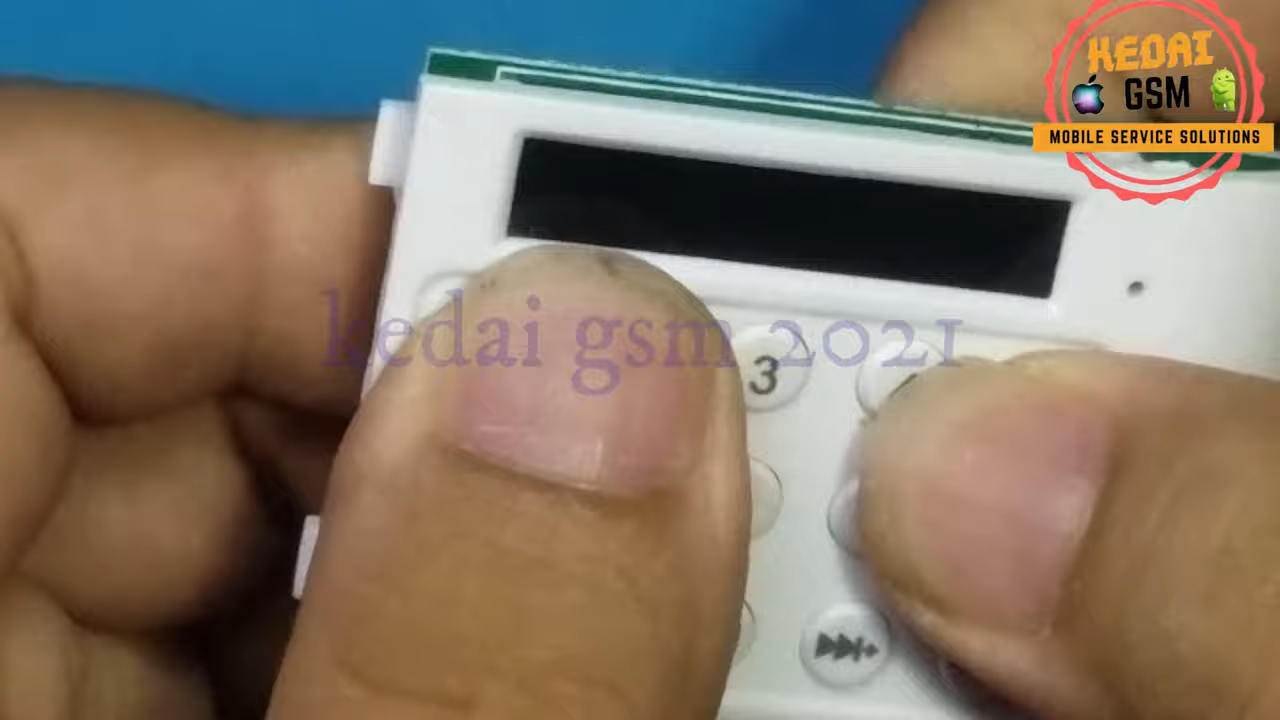 KEDAI
GSM
MOBILE SERVICE SOLUTIONS
kedai gsm 2021
3